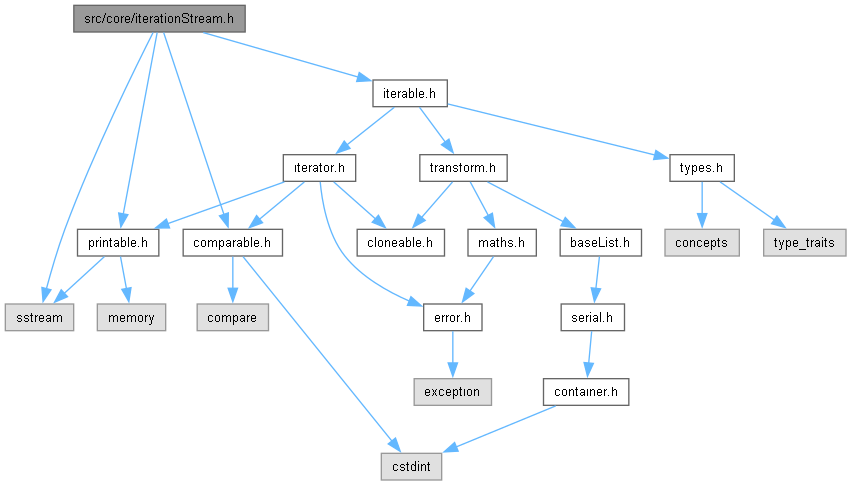 src/core/iterationStream.h
iterable.h
iterator.h
transform.h
types.h
printable.h
comparable.h
cloneable.h
maths.h
baseList.h
concepts
type_traits
sstream
memory
compare
error.h
serial.h
exception
container.h
cstdint